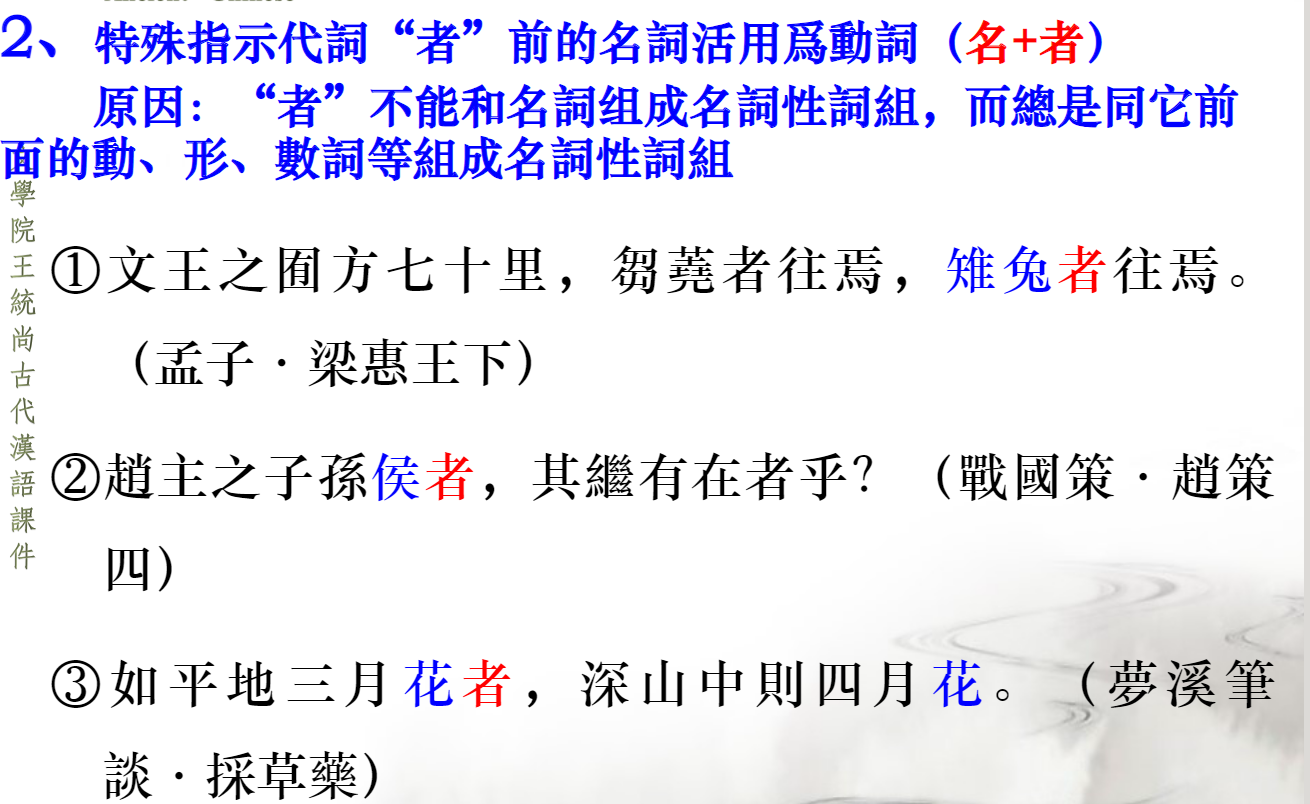 2、特殊指示代詞“者”前的名詞活用爲動詞（名+者）
原因：“者”不能和名詞组成名詞性詞組，而總是同它前
面的動、形、數詞等組成名詞性詞組
①文王之囿方七十里，芻蕘者往焉，雉兔者往焉。
（孟子·梁惠王下）
②趙主之子孫侯者，其繼有在者乎？（戰國策·趙策
四）
③如平地三月花者，深山中則四月花。（夢溪筆
談·採草藥）
學院王統尚古代漢語課件